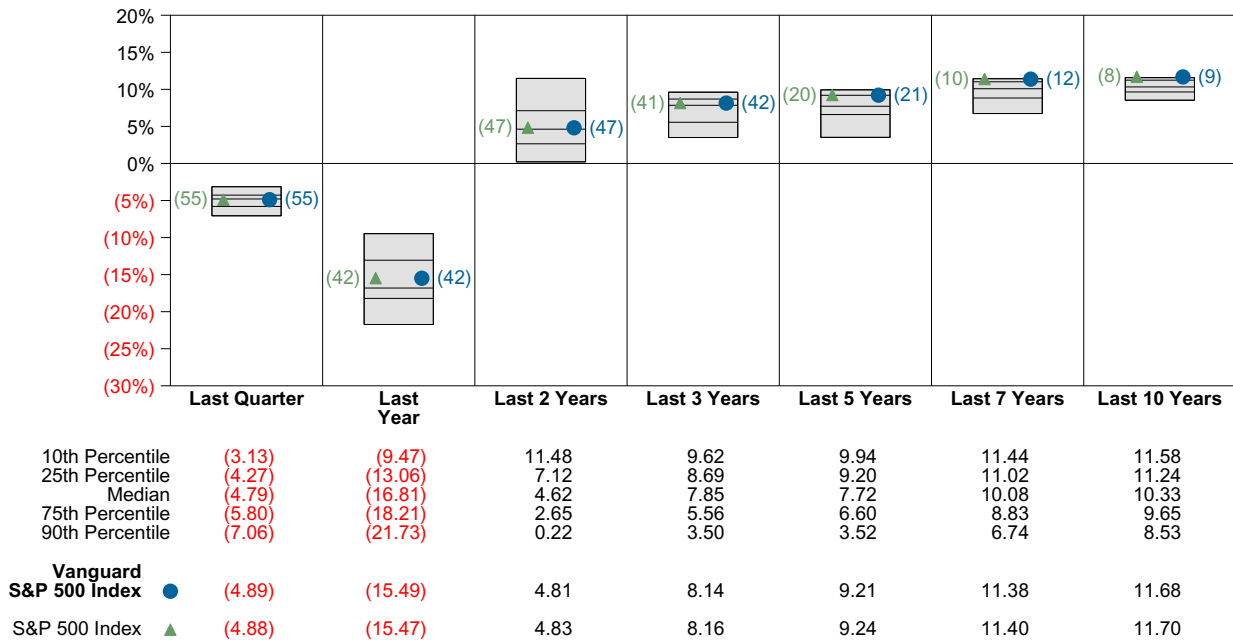 20%
15%
10%
5%
0%
(5%)
(10%)
(15%)
(20%)
(25%)
(30%)
(55) (55)
(42) (42)
(47) (47)
(41) (42)
(20) (21)
(10) (12)
(8) (9)
Last Quarter Last Year Last 2 Years Last 3 Years Last 5 Years Last 7 Years Last 10 Years
10th Percentile (3.13) (9.47) 11.48 9.62 9.94 11.44 11.58
25th Percentile (4.27) (13.06) 7.12 8.69 9.20 11.02 11.24
Median (4.79) (16.81) 4.62 7.85 7.72 10.08 10.33
75th Percentile (5.80) (18.21) 2.65 5.56 6.60 8.83 9.65
90th Percentile (7.06) (21.73) 0.22 3.50 3.52 6.74 8.53
Vanguard
S&P 500 Index (4.89) (15.49) 4.81 8.14 9.21 11.38 11.68
S&P 500 Index (4.88) (15.47) 4.83 8.16 9.24 11.40 11.70